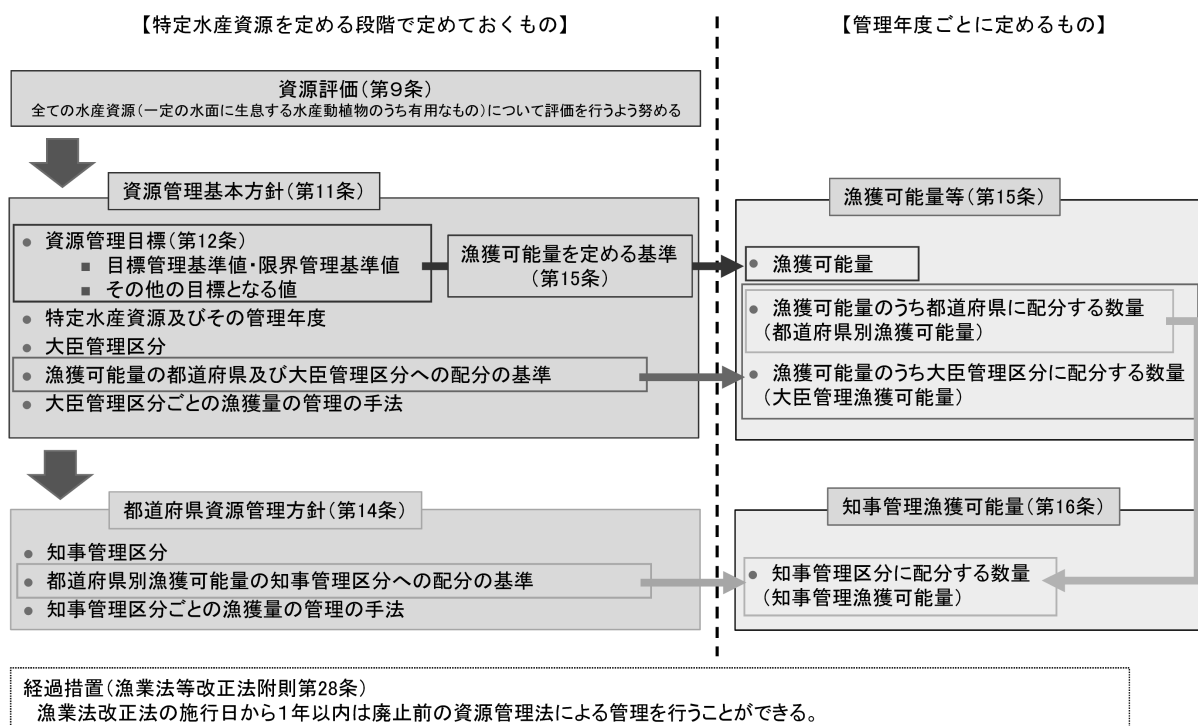 【特定水産資源を定める段階で定めておくもの】
【管理年度ごとに定めるもの】
資源評価（第９条）
全ての水産資源（一定の水面に生息する水産動植物のうち有用なもの）について評価を行うよう努める
資源管理基本方針（第11条）
● 資源管理目標（第12条）
■ 目標管理基準値・限界管理基準値
■ その他の目標となる値
漁獲可能量を定める基準
（第15条）
● 特定水産資源及びその管理年度
● 大臣管理区分
● 漁獲可能量の都道府県及び大臣管理区分への配分の基準
● 大臣管理区分ごとの漁獲量の管理の手法
漁獲可能量等（第15条）
● 漁獲可能量
● 漁獲可能量のうち都道府県に配分する数量
（都道府県別漁獲可能量）
● 漁獲可能量のうち大臣管理区分に配分する数量
（大臣管理漁獲可能量）
都道府県資源管理方針（第14条）
● 知事管理区分
● 都道府県別漁獲可能量の知事管理区分への配分の基準
● 知事管理区分ごとの漁獲量の管理の手法
知事管理漁獲可能量（第16条）
● 知事管理区分に配分する数量
（知事管理漁獲可能量）
経過措置（漁業法等改正法附則第28条）
漁業法改正法の施行日から１年以内は廃止前の資源管理法による管理を行うことができる。